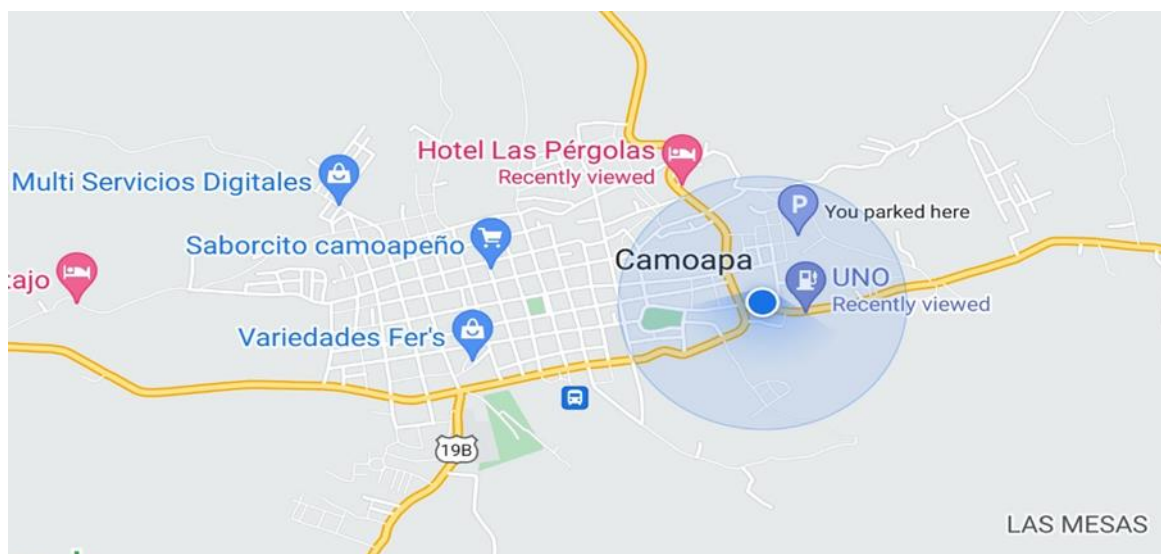 Hotel Las Pérgolas
Recently viewed
Multi Servicios Digitales
P
You parked here
Saborcito camoapeño
Camoapa
tajo
UNO
Recently viewed
Variedades Fer's
19B
LAS MESAS